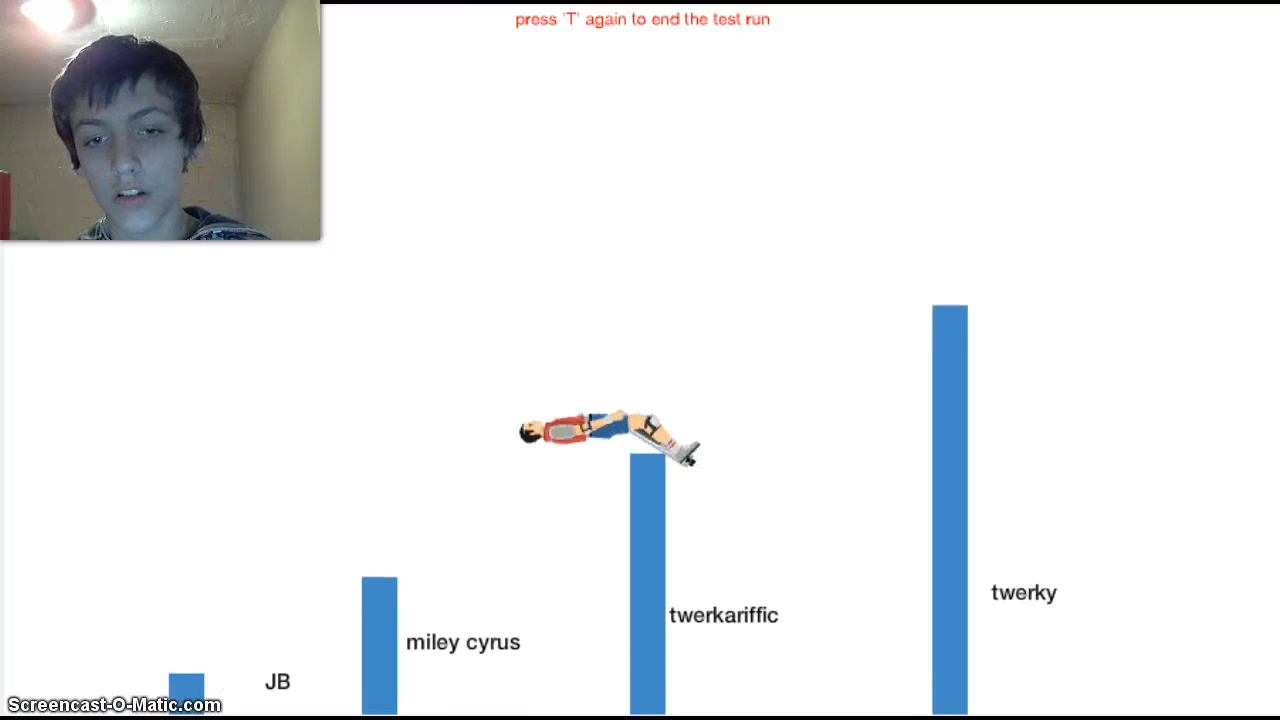 press 'T' again to end the test run
twerky
twerkariffic
miley cyrus
JB
Screencast-O-Matic.com